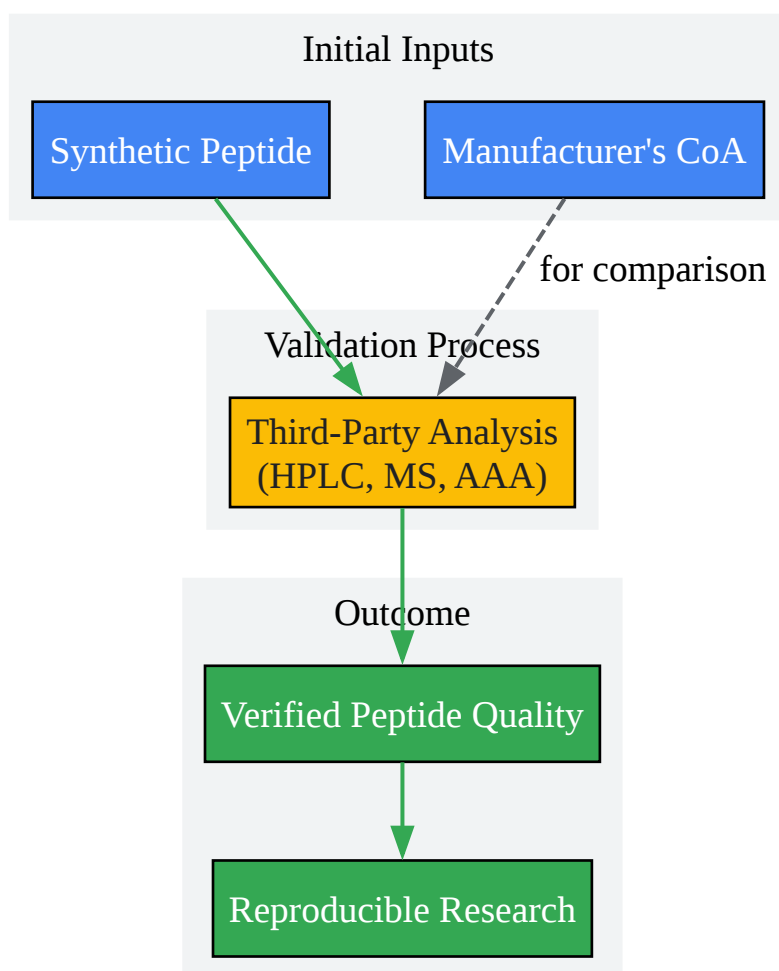 Initial Inputs
Synthetic Peptide
Manufacturer's CoA
for comparison
Validation Process
Third-Party Analysis
(HPLC, MS, AAA)
Outcome
Verified Peptide Quality
Reproducible Research